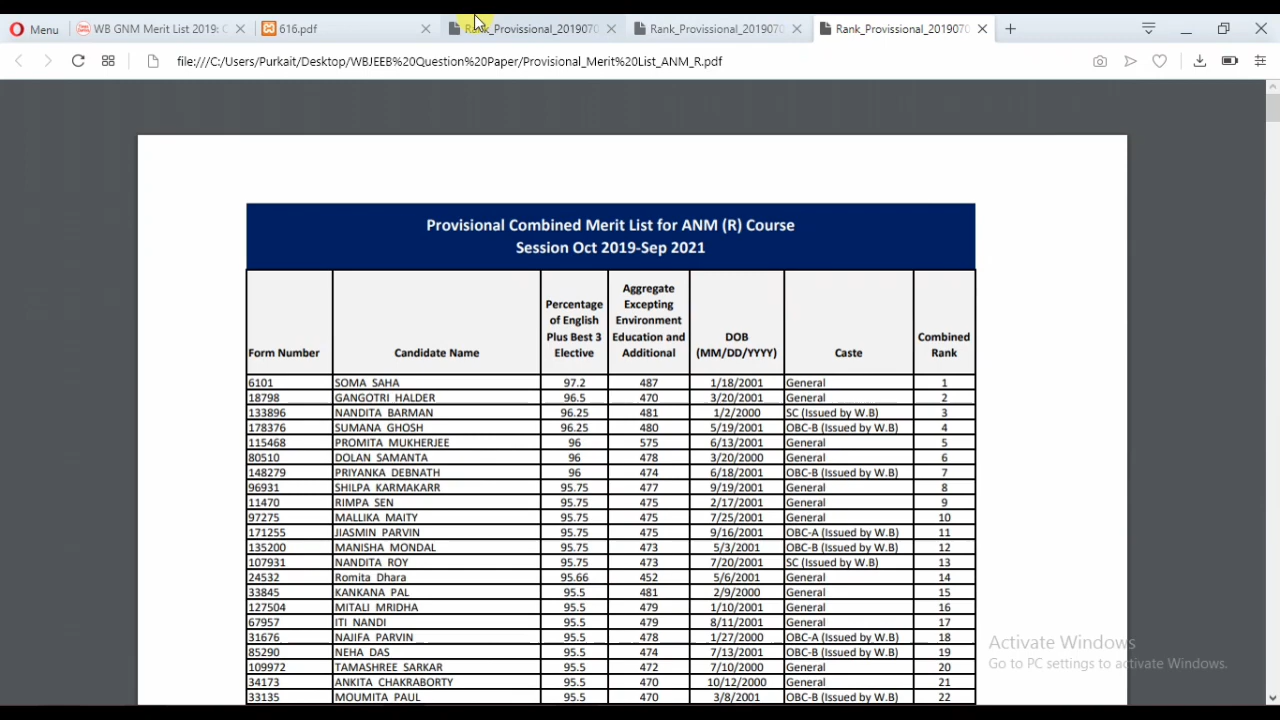 Menu
WB GNM Merit List 2019: C
616.pdf
Rank_Provissional_2019070
Rank_Provissional_2019070
Rank_Provissional_2019070
file:///C:/Users/Purkait/Desktop/WBJEEB%20Question%20Paper/Provisional_Merit%20List_ANM_R.pdf
Provisional Combined Merit List for ANM (R) Course
Session Oct 2019-Sep 2021
Form Number Candidate Name Percentage of English Plus Best 3 Elective Aggregate Excepting Environment Education and Additional DOB (MM/DD/YYYY) Caste Combined Rank
6101 SOMA SAHA 97.2 487 1/18/2001 General 1
18798 GANGOTRI HALDER 96.5 470 3/20/2001 General 2
133896 NANDITA BARMAN 96.25 481 1/2/2000 SC (Issued by W.B) 3
178376 SUMANA GHOSH 96.25 480 5/19/2001 OBC-B (Issued by W.B) 4
115468 PROMITA MUKHERJEE 96 575 6/13/2001 General 5
80510 DOLAN SAMANTA 96 478 3/20/2000 General 6
148279 PRIYANKA DEBNATH 96 474 6/18/2001 OBC-B (Issued by W.B) 7
96931 SHILPA KARMAKARR 95.75 477 9/19/2001 General 8
11470 RIMPA SEN 95.75 475 2/17/2001 General 9
97275 MALLIKA MAITY 95.75 475 7/25/2001 General 10
171255 JIASMIN PARVIN 95.75 475 9/16/2001 OBC-A (Issued by W.B) 11
135200 MANISHA MONDAL 95.75 473 5/3/2001 OBC-B (Issued by W.B) 12
107931 NANDITA ROY 95.75 473 7/20/2001 SC (Issued by W.B) 13
24532 Romita Dhara 95.66 452 5/6/2001 General 14
33845 KANKANA PAL 95.5 481 2/9/2000 General 15
127504 MITALI MRIDHA 95.5 479 1/10/2001 General 16
67957 ITI NANDI 95.5 479 8/11/2001 General 17
31676 NAJIFA PARVIN 95.5 478 1/27/2000 OBC-A (Issued by W.B) 18
85290 NEHA DAS 95.5 474 7/13/2001 OBC-B (Issued by W.B) 19
109972 TAMASHREE SARKAR 95.5 472 7/10/2000 General 20
34173 ANKITA CHAKRABORTY 95.5 470 10/12/2000 General 21
33135 MOUMITA PAUL 95.5 470 3/8/2001 OBC-B (Issued by W.B) 22
Activate Windows
Go to PC settings to activate Windows.